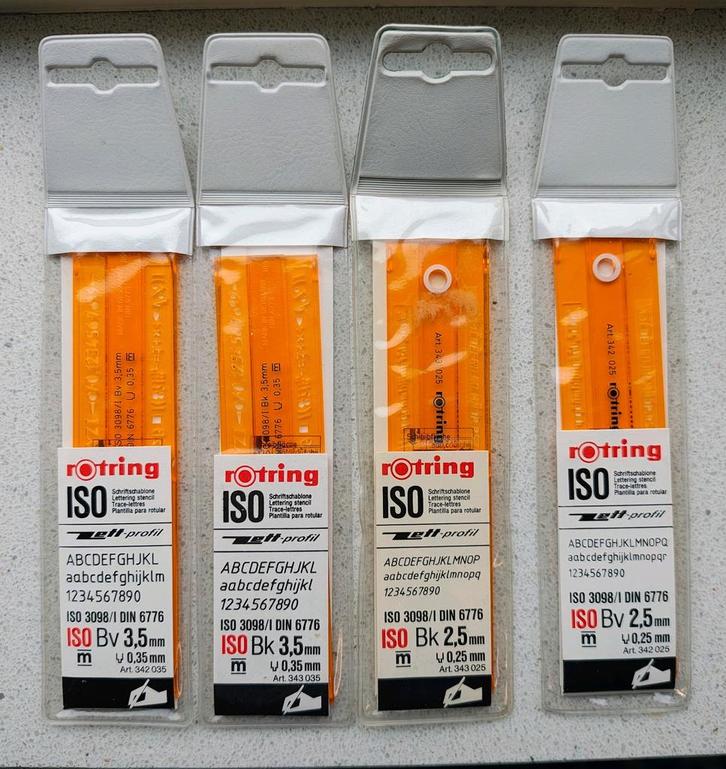 3098/I Bv 3,5mm
DIN 6776 0,35 m
rotring
ISO
Schriftschablone
Lettering stencil
Trace-lettres
Plantilla para rotular
Zett-profil
ABCDEFGHJKL
aabcdefghijklm
1234567890
ISO 3098/I DIN 6776
ISO Bv 3,5mm
m 0,35mm
Art. 342 035
3098/I Bk 3,5mm
6776 0,35 m
rotring
ISO
Schriftschablone
Lettering stencil
Trace-lettres
Plantilla para rotular
Zett-profil
ABCDEFGHJKL
aabcdefghijkl
1234567890
ISO 3098/I DIN 6776
ISO Bk 3,5mm
m 0,35mm
Art. 343 035
Art. 343 025 rotring
rotring
ISO
Schriftschablone
Lettering stencil
Trace-lettres
Plantilla para rotular
Zett-profil
ABCDEFGHJKLMNOP
aabcdefghijklmnopq
1234567890
ISO 3098/I DIN 6776
ISO Bk 2,5mm
m 0,25mm
Art. 343 025
Art. 342 025 rotring
rotring
ISO
Schriftschablone
Lettering stencil
Trace-lettres
Plantilla para rotular
Zett-profil
ABCDEFGHJKLMNOPQ
aabcdefghijklmnopqr
1234567890
ISO 3098/I DIN 6776
ISO Bv 2,5mm
m 0,25mm
Art. 342 025